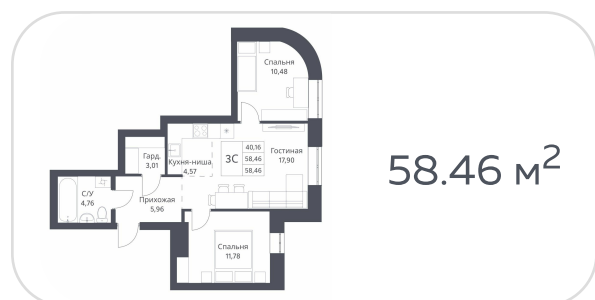 Спальня
10,48
40,16
3С
58,46
58,46
Гостиная
17,90
Гард.
3,01
Кухня-ниша
4,57
С/У
4,76
Прихожая
5,96
Спальня
11,78
58.46 м²